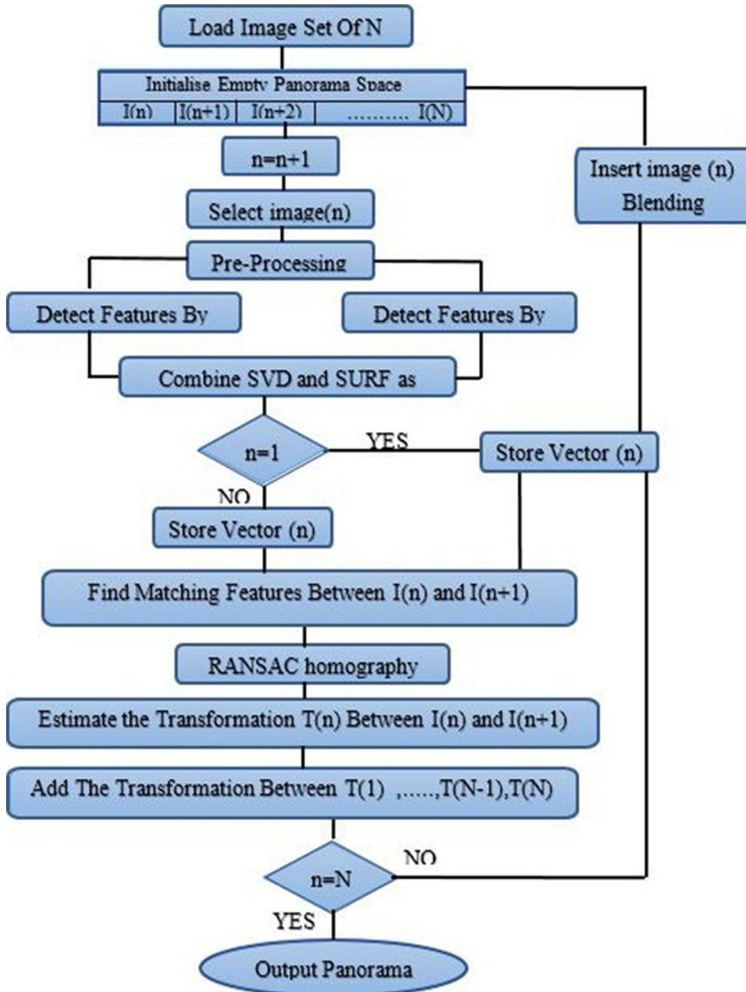 Load Image Set Of N
Initialise Empty Panorama Space
I(n) I(n+1) I(n+2) .......... I(N)
n=n+1
Insert image (n)
Blending
Select image(n)
Pre-Processing
Detect Features By
Detect Features By
Combine SVD and SURF as
n=1
YES
Store Vector (n)
NO
Store Vector (n)
Find Matching Features Between I(n) and I(n+1)
RANSAC homography
Estimate the Transformation T(n) Between I(n) and I(n+1)
Add The Transformation Between T(1) ,.....,T(N-1),T(N)
n=N
NO
YES
Output Panorama